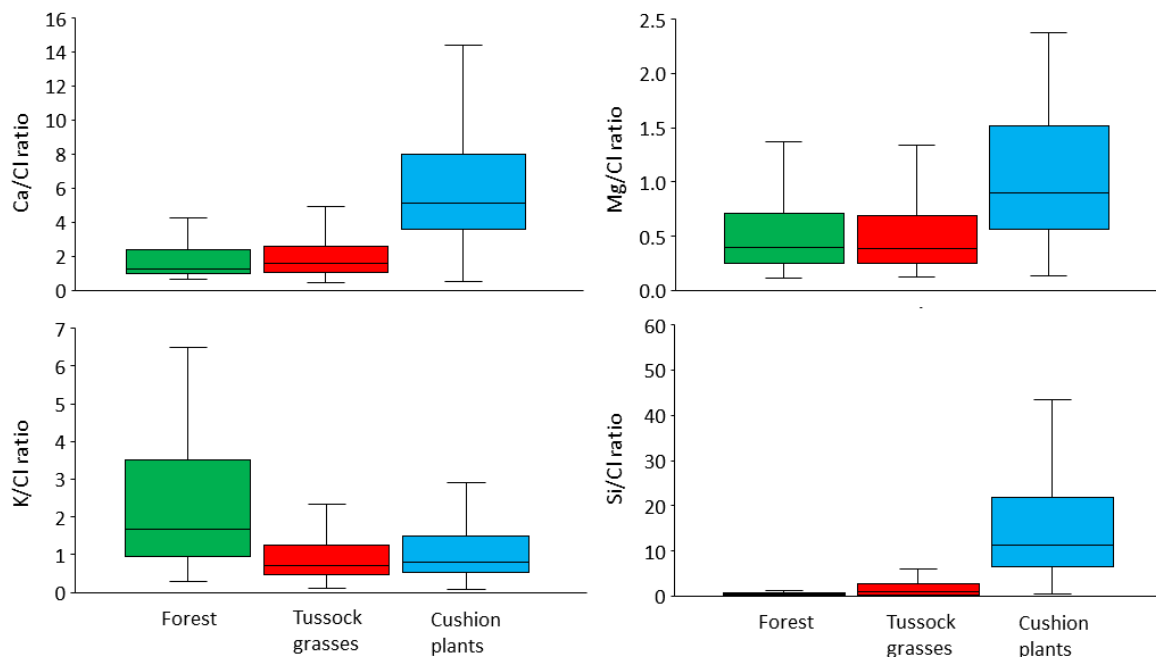 Ca/Cl ratio
16
14
12
10
8
6
4
2
0
Mg/Cl ratio
2.5
2.0
1.5
1.0
0.5
0.0
K/Cl ratio
7
6
5
4
3
2
1
0
Forest
Tussock
grasses
Cushion
plants
Si/Cl ratio
60
50
40
30
20
10
0
Forest
Tussock
grasses
Cushion
plants